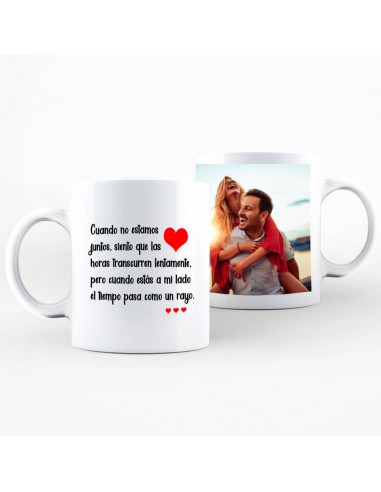 Cuando no estamos
juntos, siento que las
horas transcurren lentamente,
pero cuando estás a mi lado
el tiempo pasa como un rayo.